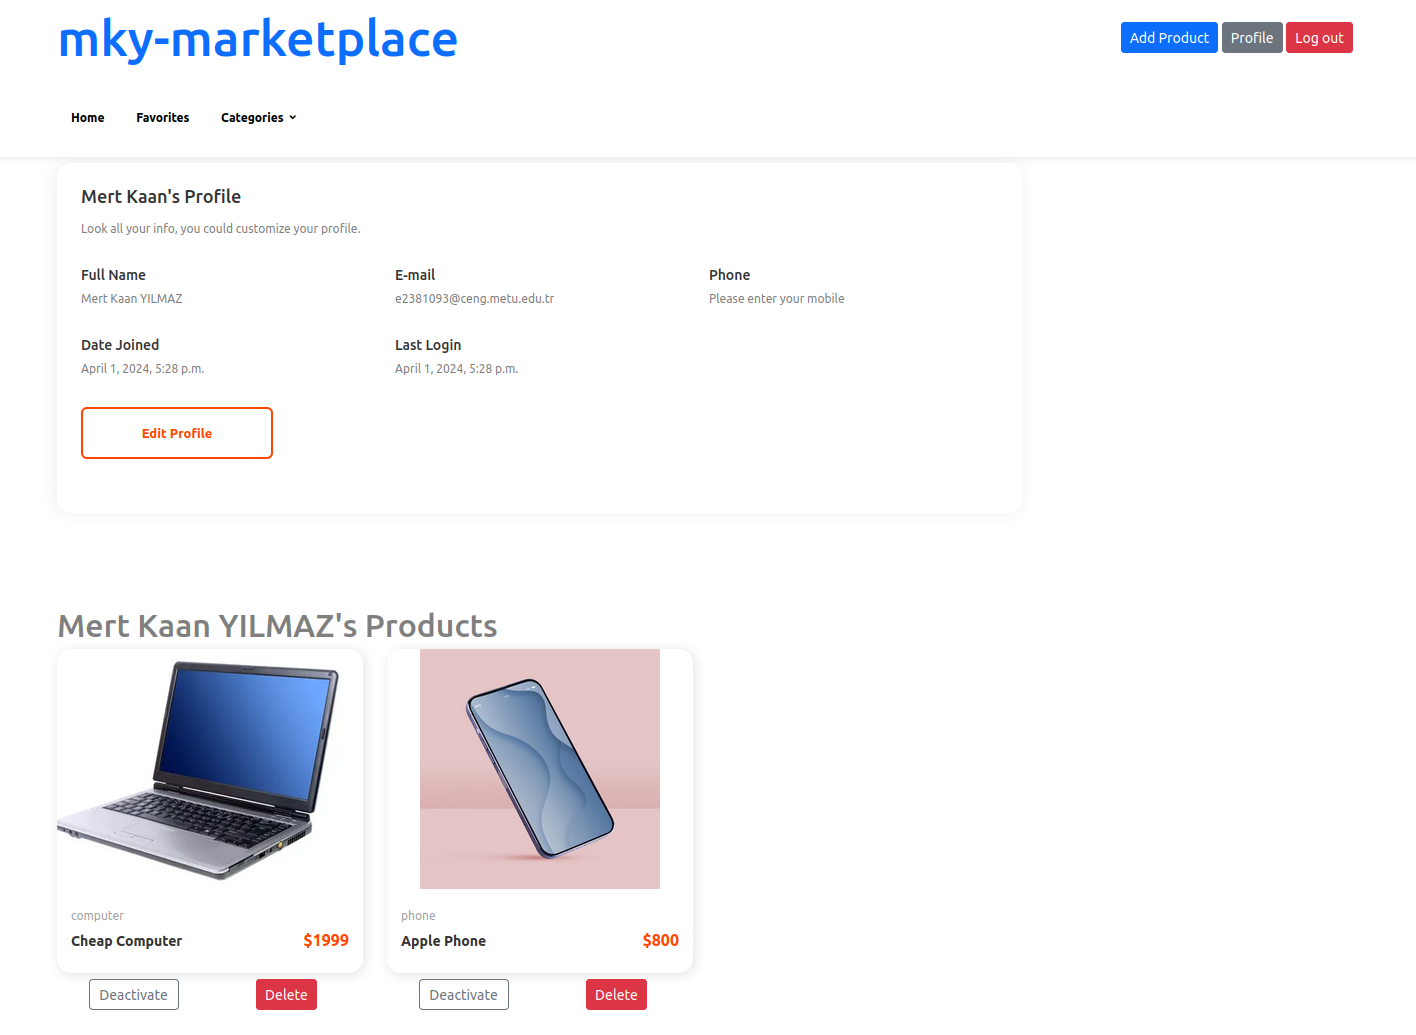 mky-marketplace
Add Product Profile Log out
Home Favorites Categories
Mert Kaan's Profile
Look all your info, you could customize your profile.
Full Name E-mail Phone
Mert Kaan YILMAZ e2381093@ceng.metu.edu.tr Please enter your mobile
Date Joined Last Login
April 1, 2024, 5:28 p.m. April 1, 2024, 5:28 p.m.
Edit Profile
Mert Kaan YILMAZ's Products
computer phone
Cheap Computer $1999 Apple Phone $800
Deactivate Delete Deactivate Delete